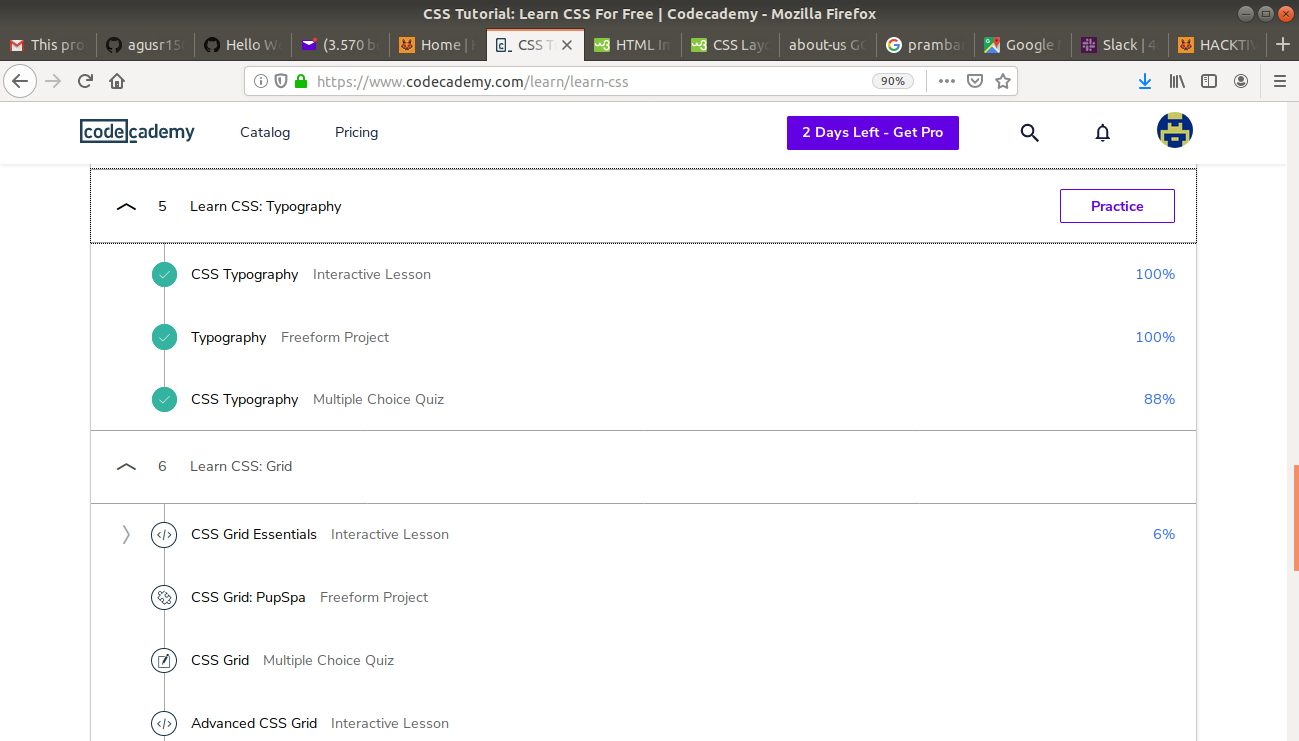 CSS Tutorial: Learn CSS For Free | Codecademy - Mozilla Firefox
This pro agusr15 Hello W (3.570 b Home | CSS T HTML Im CSS Layo about-us GO pramba Google Slack | 4 HACKTIV
https://www.codecademy.com/learn/learn-css 90%
codecademy Catalog Pricing 2 Days Left - Get Pro
5 Learn CSS: Typography Practice
CSS Typography Interactive Lesson 100%
Typography Freeform Project 100%
CSS Typography Multiple Choice Quiz 88%
6 Learn CSS: Grid
CSS Grid Essentials Interactive Lesson 6%
CSS Grid: PupSpa Freeform Project
CSS Grid Multiple Choice Quiz
Advanced CSS Grid Interactive Lesson